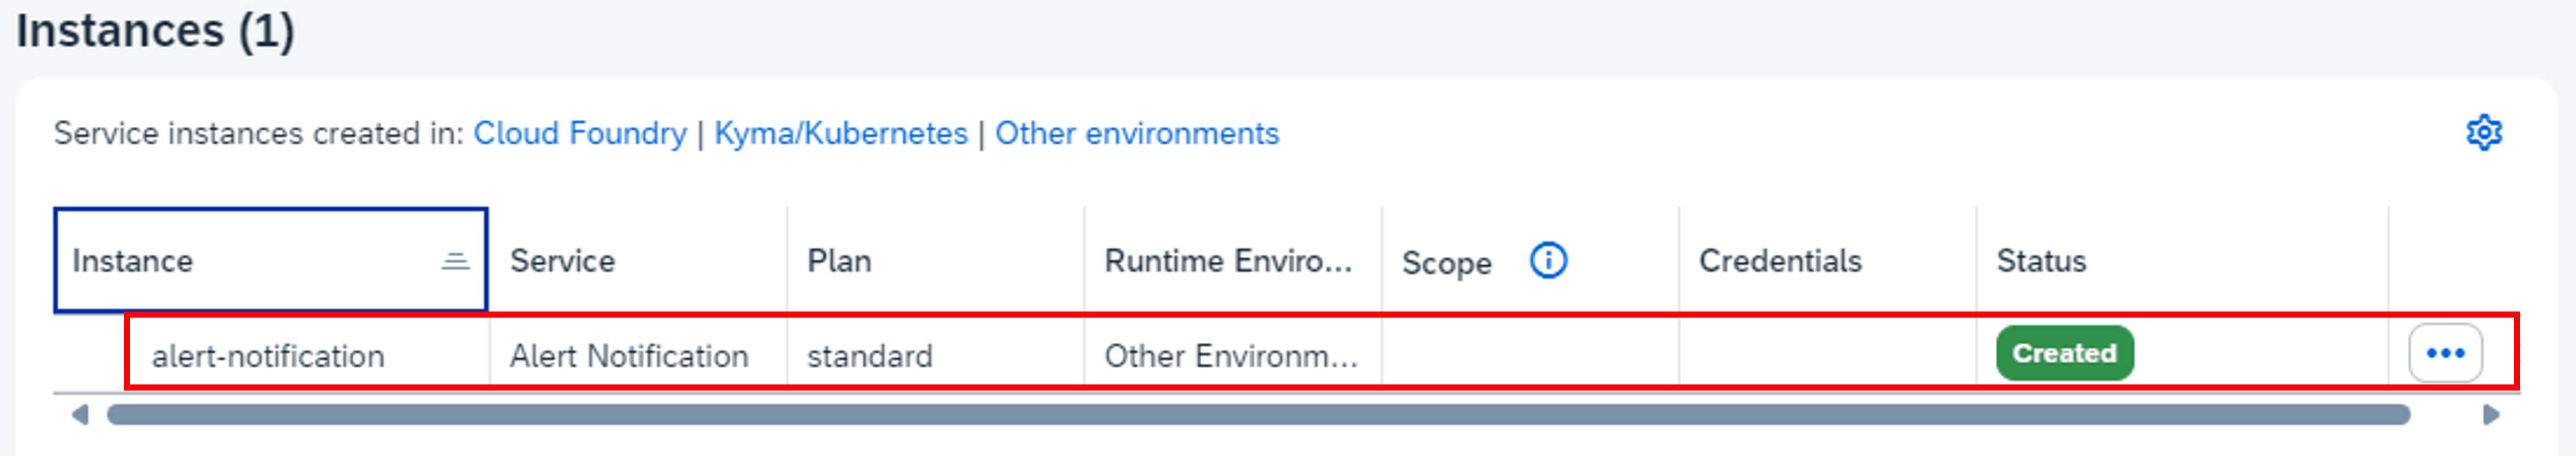 Instances (1)
Service instances created in: Cloud Foundry | Kyma/Kubernetes | Other environments
Instance Service Plan Runtime Enviro... Scope Credentials Status
alert-notification Alert Notification standard Other Environm... Created